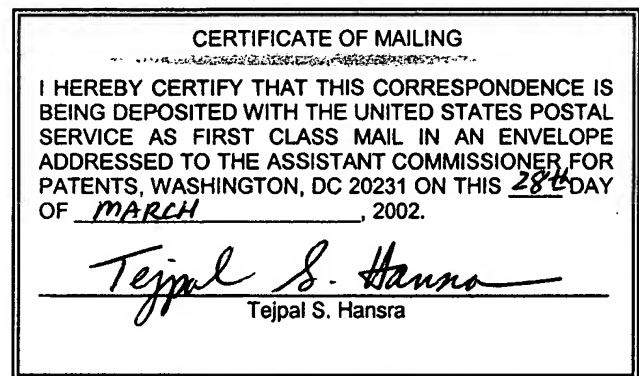 CERTIFICATE OF MAILING
I HEREBY CERTIFY THAT THIS CORRESPONDENCE IS
BEING DEPOSITED WITH THE UNITED STATES POSTAL
SERVICE AS FIRST CLASS MAIL IN AN ENVELOPE
ADDRESSED TO THE ASSISTANT COMMISSIONER FOR
PATENTS, WASHINGTON, DC 20231 ON THIS 28th DAY
OF MARCH, 2002.
Tejpal S. Hansra
Tejpal S. Hansra